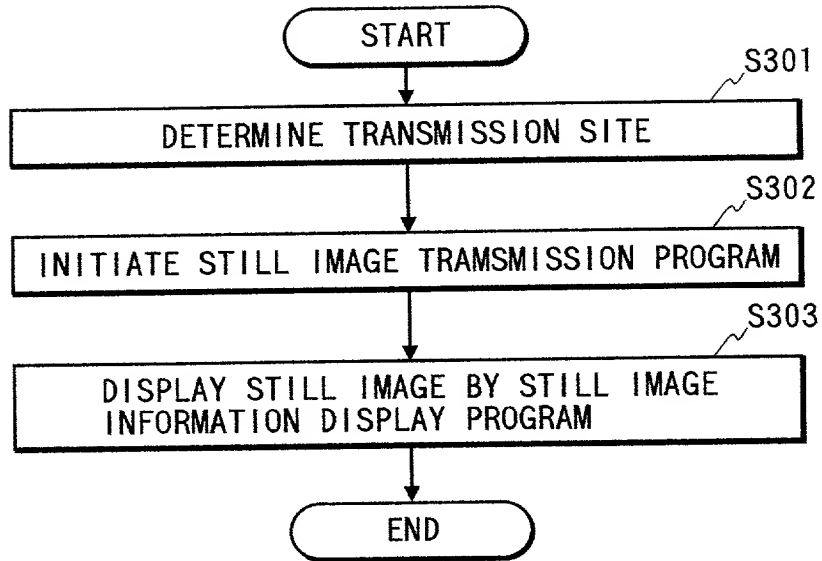 START
S301
DETERMINE TRANSMISSION SITE
S302
INITIATE STILL IMAGE TRAMSMISSION PROGRAM
S303
DISPLAY STILL IMAGE BY STILL IMAGE
INFORMATION DISPLAY PROGRAM
END